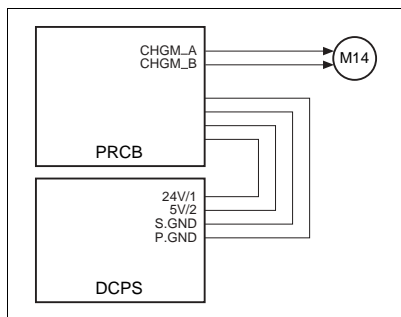 CHGM_A
CHGM_B
M14
PRCB
24V/1
5V/2
S.GND
P.GND
DCPS